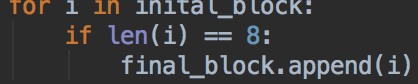 for i in inital_block:
if len(i) == 8:
final_block.append(i)